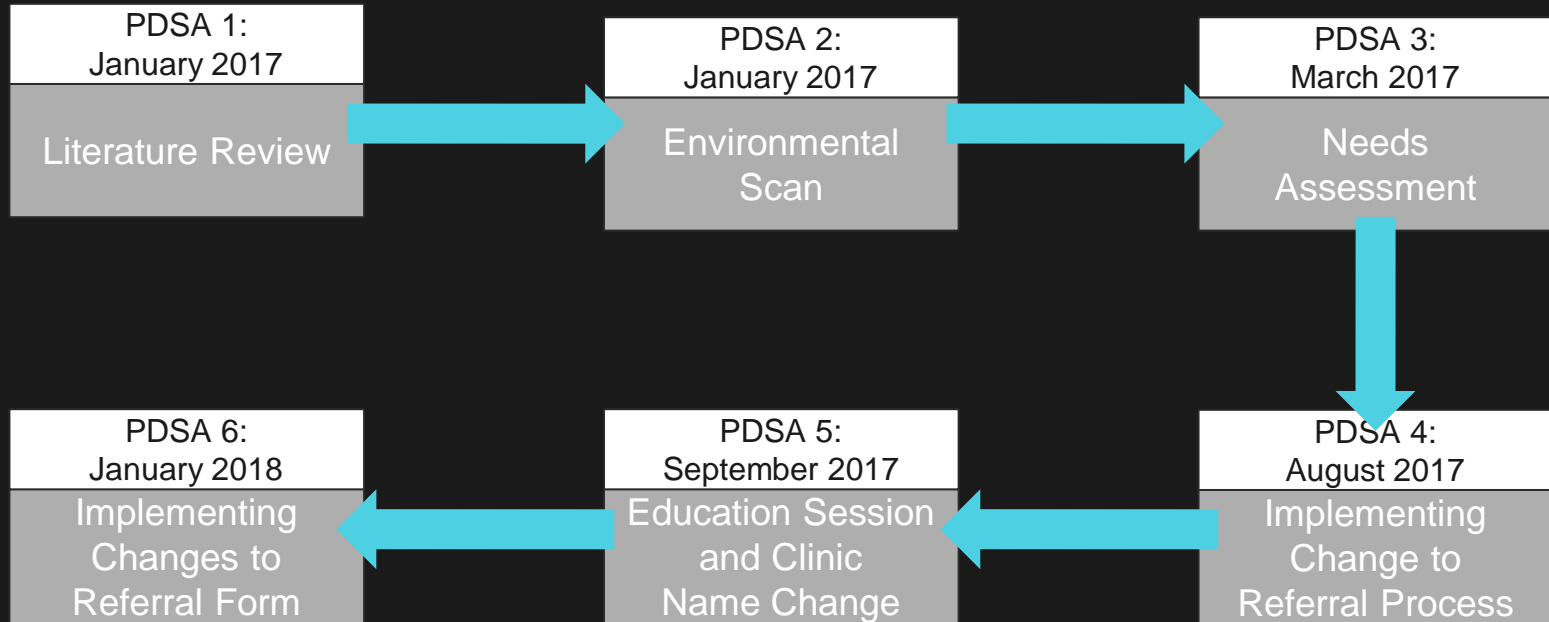 PDSA 1:
January 2017
Literature Review
PDSA 2:
January 2017
Environmental
Scan
PDSA 3:
March 2017
Needs
Assessment
PDSA 4:
August 2017
Implementing
Change to
Referral Process
PDSA 5:
September 2017
Education Session
and Clinic
Name Change
PDSA 6:
January 2018
Implementing
Changes to
Referral Form